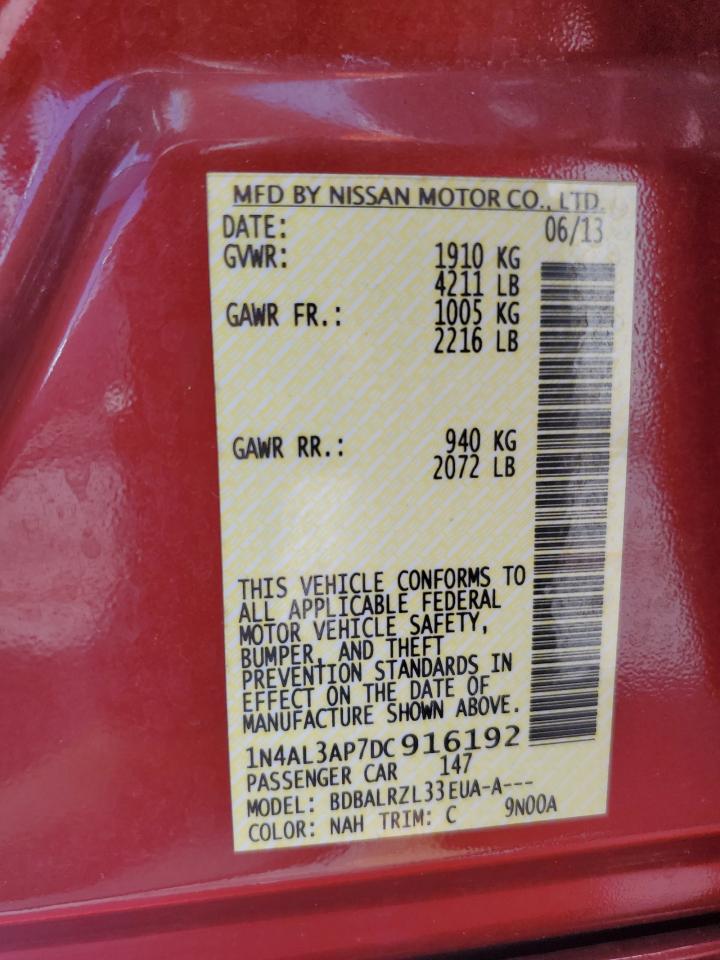 MFD BY NISSAN MOTOR CO., LTD.
DATE: 06/13
GVWR: 1910 KG
4211 LB
GAWR FR.: 1005 KG
2216 LB
GAWR RR.: 940 KG
2072 LB
THIS VEHICLE CONFORMS TO
ALL APPLICABLE FEDERAL
MOTOR VEHICLE SAFETY,
BUMPER, AND THEFT
PREVENTION STANDARDS IN
EFFECT ON THE DATE OF
MANUFACTURE SHOWN ABOVE.
1N4AL3AP7DC916192
PASSENGER CAR 147
MODEL: BDBALRZL33EUA-A---
COLOR: NAH TRIM: C 9N00A